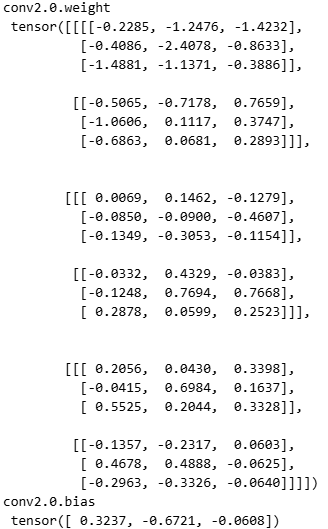 conv2.0.weight
tensor([[[[-0.2285, -1.2476, -1.4232],
[-0.4086, -2.4078, -0.8633],
[-1.4881, -1.1371, -0.3886]],
[[-0.5065, -0.7178, 0.7659],
[-1.0606, 0.1117, 0.3747],
[-0.6863, 0.0681, 0.2893]]],
[[[ 0.0069, 0.1462, -0.1279],
[-0.0850, -0.0900, -0.4607],
[-0.1349, -0.3053, -0.1154]],
[[-0.0332, 0.4329, -0.0383],
[-0.1248, 0.7694, 0.7668],
[ 0.2878, 0.0599, 0.2523]]],
[[[ 0.2056, 0.0430, 0.3398],
[-0.0415, 0.6984, 0.1637],
[ 0.5525, 0.2044, 0.3328]],
[[-0.1357, -0.2317, 0.0603],
[ 0.4678, 0.4888, -0.0625],
[-0.2963, -0.3326, -0.0640]]]])
conv2.0.bias
tensor([ 0.3237, -0.6721, -0.0608])